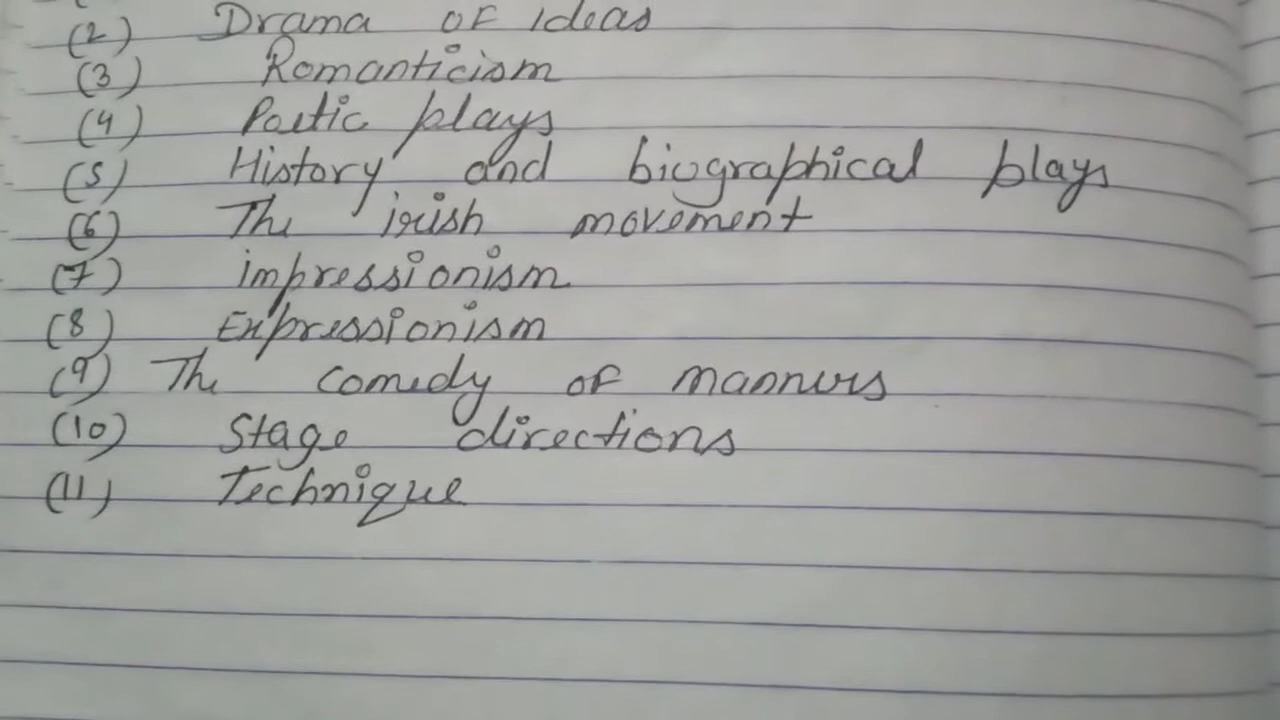 (2) Drama of ideas
(3) Romanticism
(4) Poetic plays
(5) History and biographical plays
(6) The irish movement
(7) impressionism
(8) Expressionism
(9) The comedy of manners
(10) Stage directions
(11) Technique